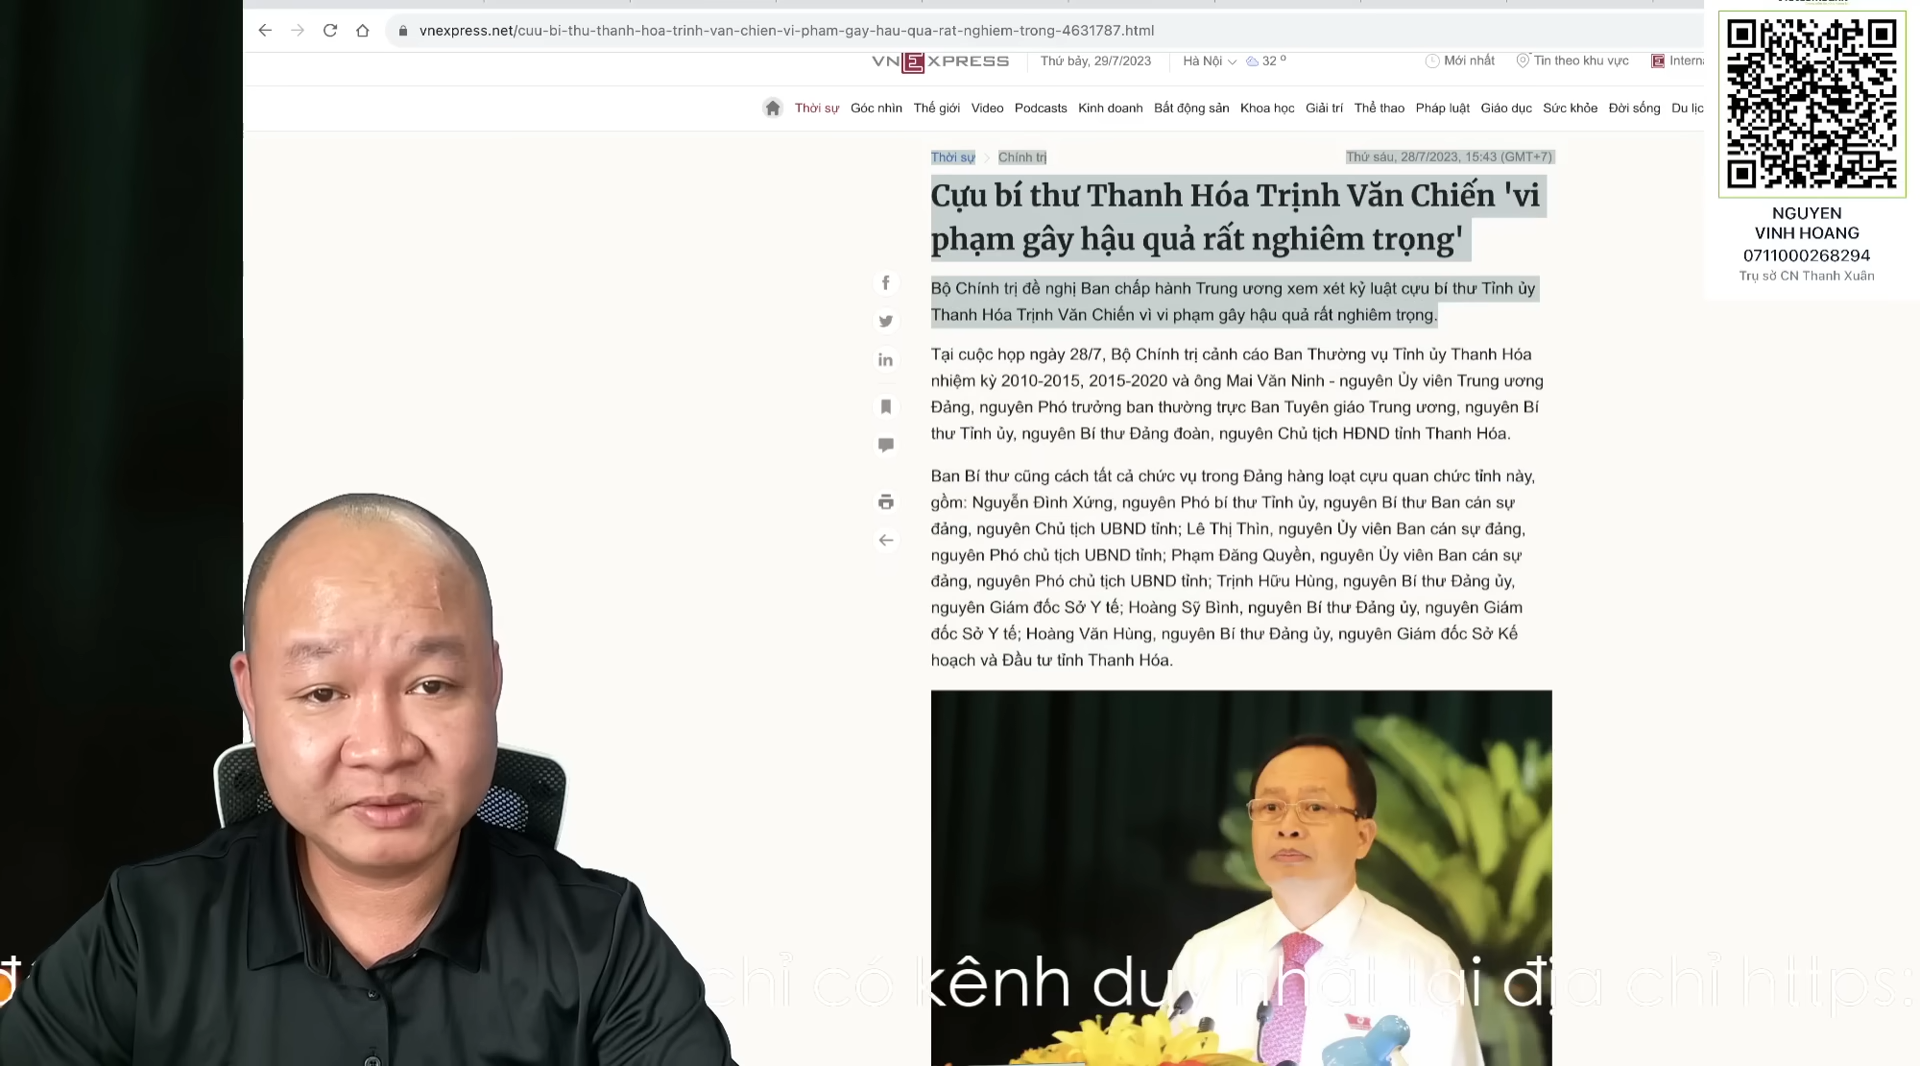 vnexpress.net/cuu-bi-thu-thanh-hoa-trinh-van-chien-vi-pham-gay-hau-qua-rat-nghiem-trong-4631787.html
VNEXPRESS Thứ bảy, 29/7/2023 Hà Nội 32 º Mới nhất Tin theo khu vực
Thời sự Góc nhìn Thế giới Video Podcasts Kinh doanh Bất động sản Khoa học Giải trí Thể thao Pháp luật Giáo dục Sức khỏe Đời sống
Thời sự Chính trị Thứ sáu, 28/7/2023, 15:43 (GMT+7)
Cựu bí thư Thanh Hóa Trịnh Văn Chiến 'vi
phạm gây hậu quả rất nghiêm trọng'
Bộ Chính trị đề nghị Ban chấp hành Trung ương xem xét kỷ luật cựu bí thư Tỉnh ủy
Thanh Hóa Trịnh Văn Chiến vì vi phạm gây hậu quả rất nghiêm trọng.
Tại cuộc họp ngày 28/7, Bộ Chính trị cảnh cáo Ban Thường vụ Tỉnh ủy Thanh Hóa
nhiệm kỳ 2010-2015, 2015-2020 và ông Mai Văn Ninh - nguyên Ủy viên Trung ương
Đảng, nguyên Phó trưởng ban thường trực Ban Tuyên giáo Trung ương, nguyên Bí
thư Tỉnh ủy, nguyên Bí thư Đảng đoàn, nguyên Chủ tịch HĐND tỉnh Thanh Hóa.
Ban Bí thư cũng cách tất cả chức vụ trong Đảng hàng loạt cựu quan chức tỉnh này,
gồm: Nguyễn Đình Xứng, nguyên Phó bí thư Tỉnh ủy, nguyên Bí thư Ban cán sự
đảng, nguyên Chủ tịch UBND tỉnh; Lê Thị Thìn, nguyên Ủy viên Ban cán sự đảng,
nguyên Phó chủ tịch UBND tỉnh; Phạm Đăng Quyền, nguyên Ủy viên Ban cán sự
đảng, nguyên Phó chủ tịch UBND tỉnh; Trịnh Hữu Hùng, nguyên Bí thư Đảng ủy,
nguyên Giám đốc Sở Y tế; Hoàng Sỹ Bình, nguyên Bí thư Đảng ủy, nguyên Giám
đốc Sở Y tế; Hoàng Văn Hùng, nguyên Bí thư Đảng ủy, nguyên Giám đốc Sở Kế
hoạch và Đầu tư tỉnh Thanh Hóa.
NGUYEN
VINH HOANG
0711000268294
Trụ sở CN Thanh Xuân
chỉ có kênh duy nhất tại địa chỉ https: